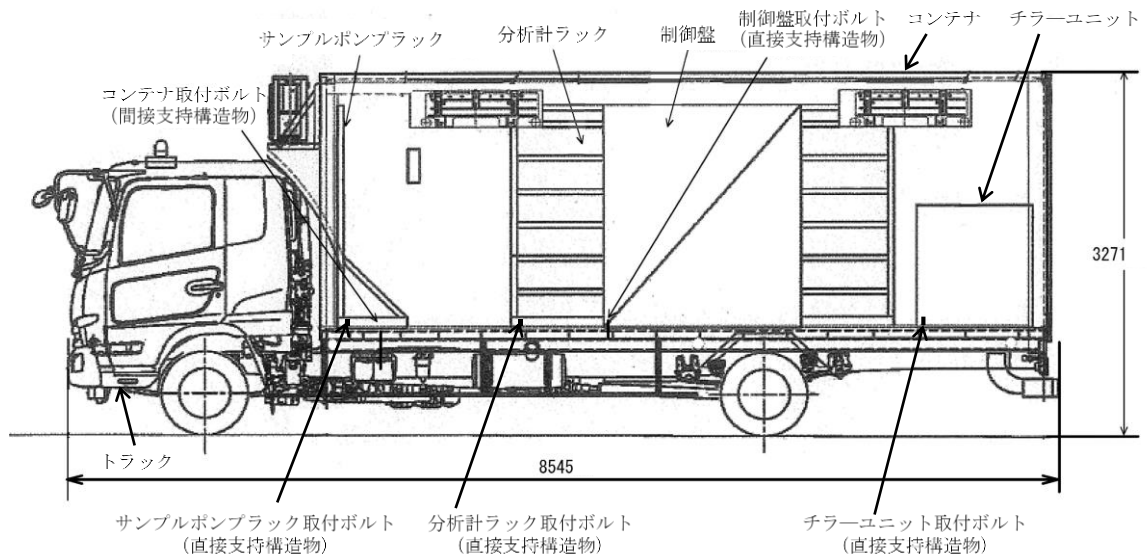 サンプルポンプラック
分析計ラック
制御盤
制御盤取付ボルト
(直接支持構造物)
コンテナ
チラーユニット
コンテナ取付ボルト
(間接支持構造物)
3271
トラック
8545
サンプルポンプラック取付ボルト
(直接支持構造物)
分析計ラック取付ボルト
(直接支持構造物)
チラーユニット取付ボルト
(直接支持構造物)